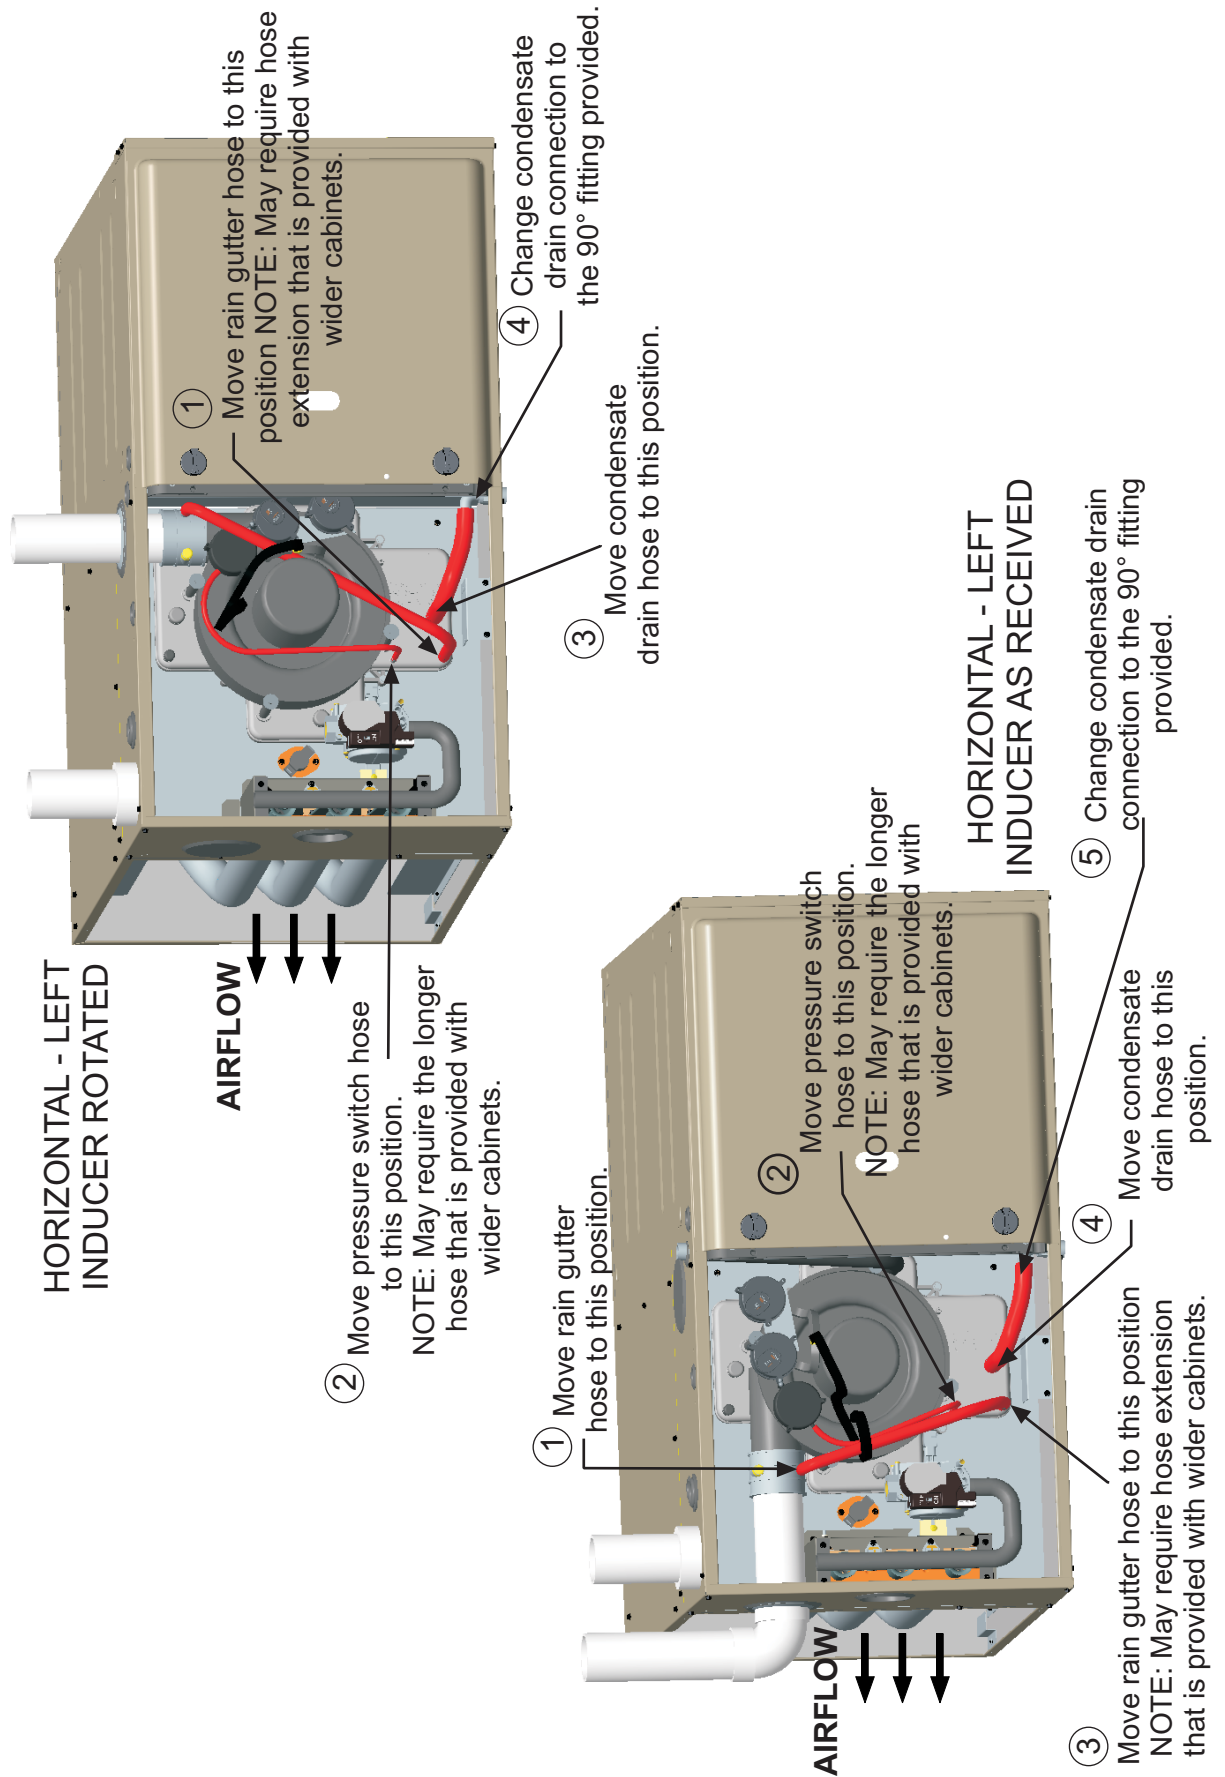 HORIZONTAL - LEFT
INDUCER ROTATED
AIRFLOW
1
Move rain gutter hose to this
position NOTE: May require hose
extension that is provided with
wider cabinets.
2
Move pressure switch hose
to this position.
NOTE: May require the longer
hose that is provided with
wider cabinets.
3
Move condensate
drain hose to this position.
4
Change condensate
drain connection to
the 90° fitting provided.
HORIZONTAL - LEFT
INDUCER AS RECEIVED
AIRFLOW
1
Move rain gutter
hose to this position.
2
Move pressure switch
hose to this position.
NOTE: May require the longer
hose that is provided with
wider cabinets.
3
Move rain gutter hose to this position
NOTE: May require hose extension
that is provided with wider cabinets.
4
Move condensate
drain hose to this
position.
5
Change condensate drain
connection to the 90° fitting
provided.